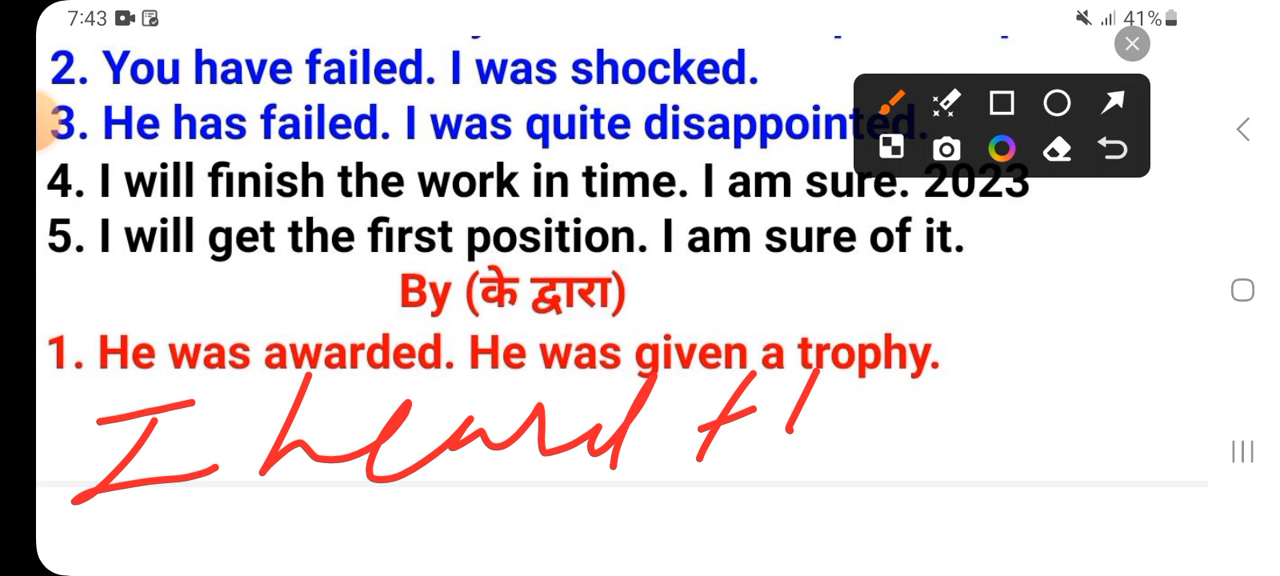 7:43 41%
2. You have failed. I was shocked.
3. He has failed. I was quite disappointed.
4. I will finish the work in time. I am sure. 2023
5. I will get the first position. I am sure of it.
By (के द्वारा)
1. He was awarded. He was given a trophy.
I heard